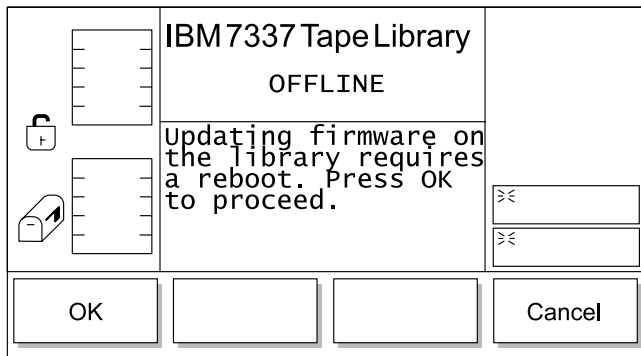 IBM 7337 Tape Library
OFFLINE
Updating firmware on
the library requires
a reboot. Press OK
to proceed.
OK
Cancel